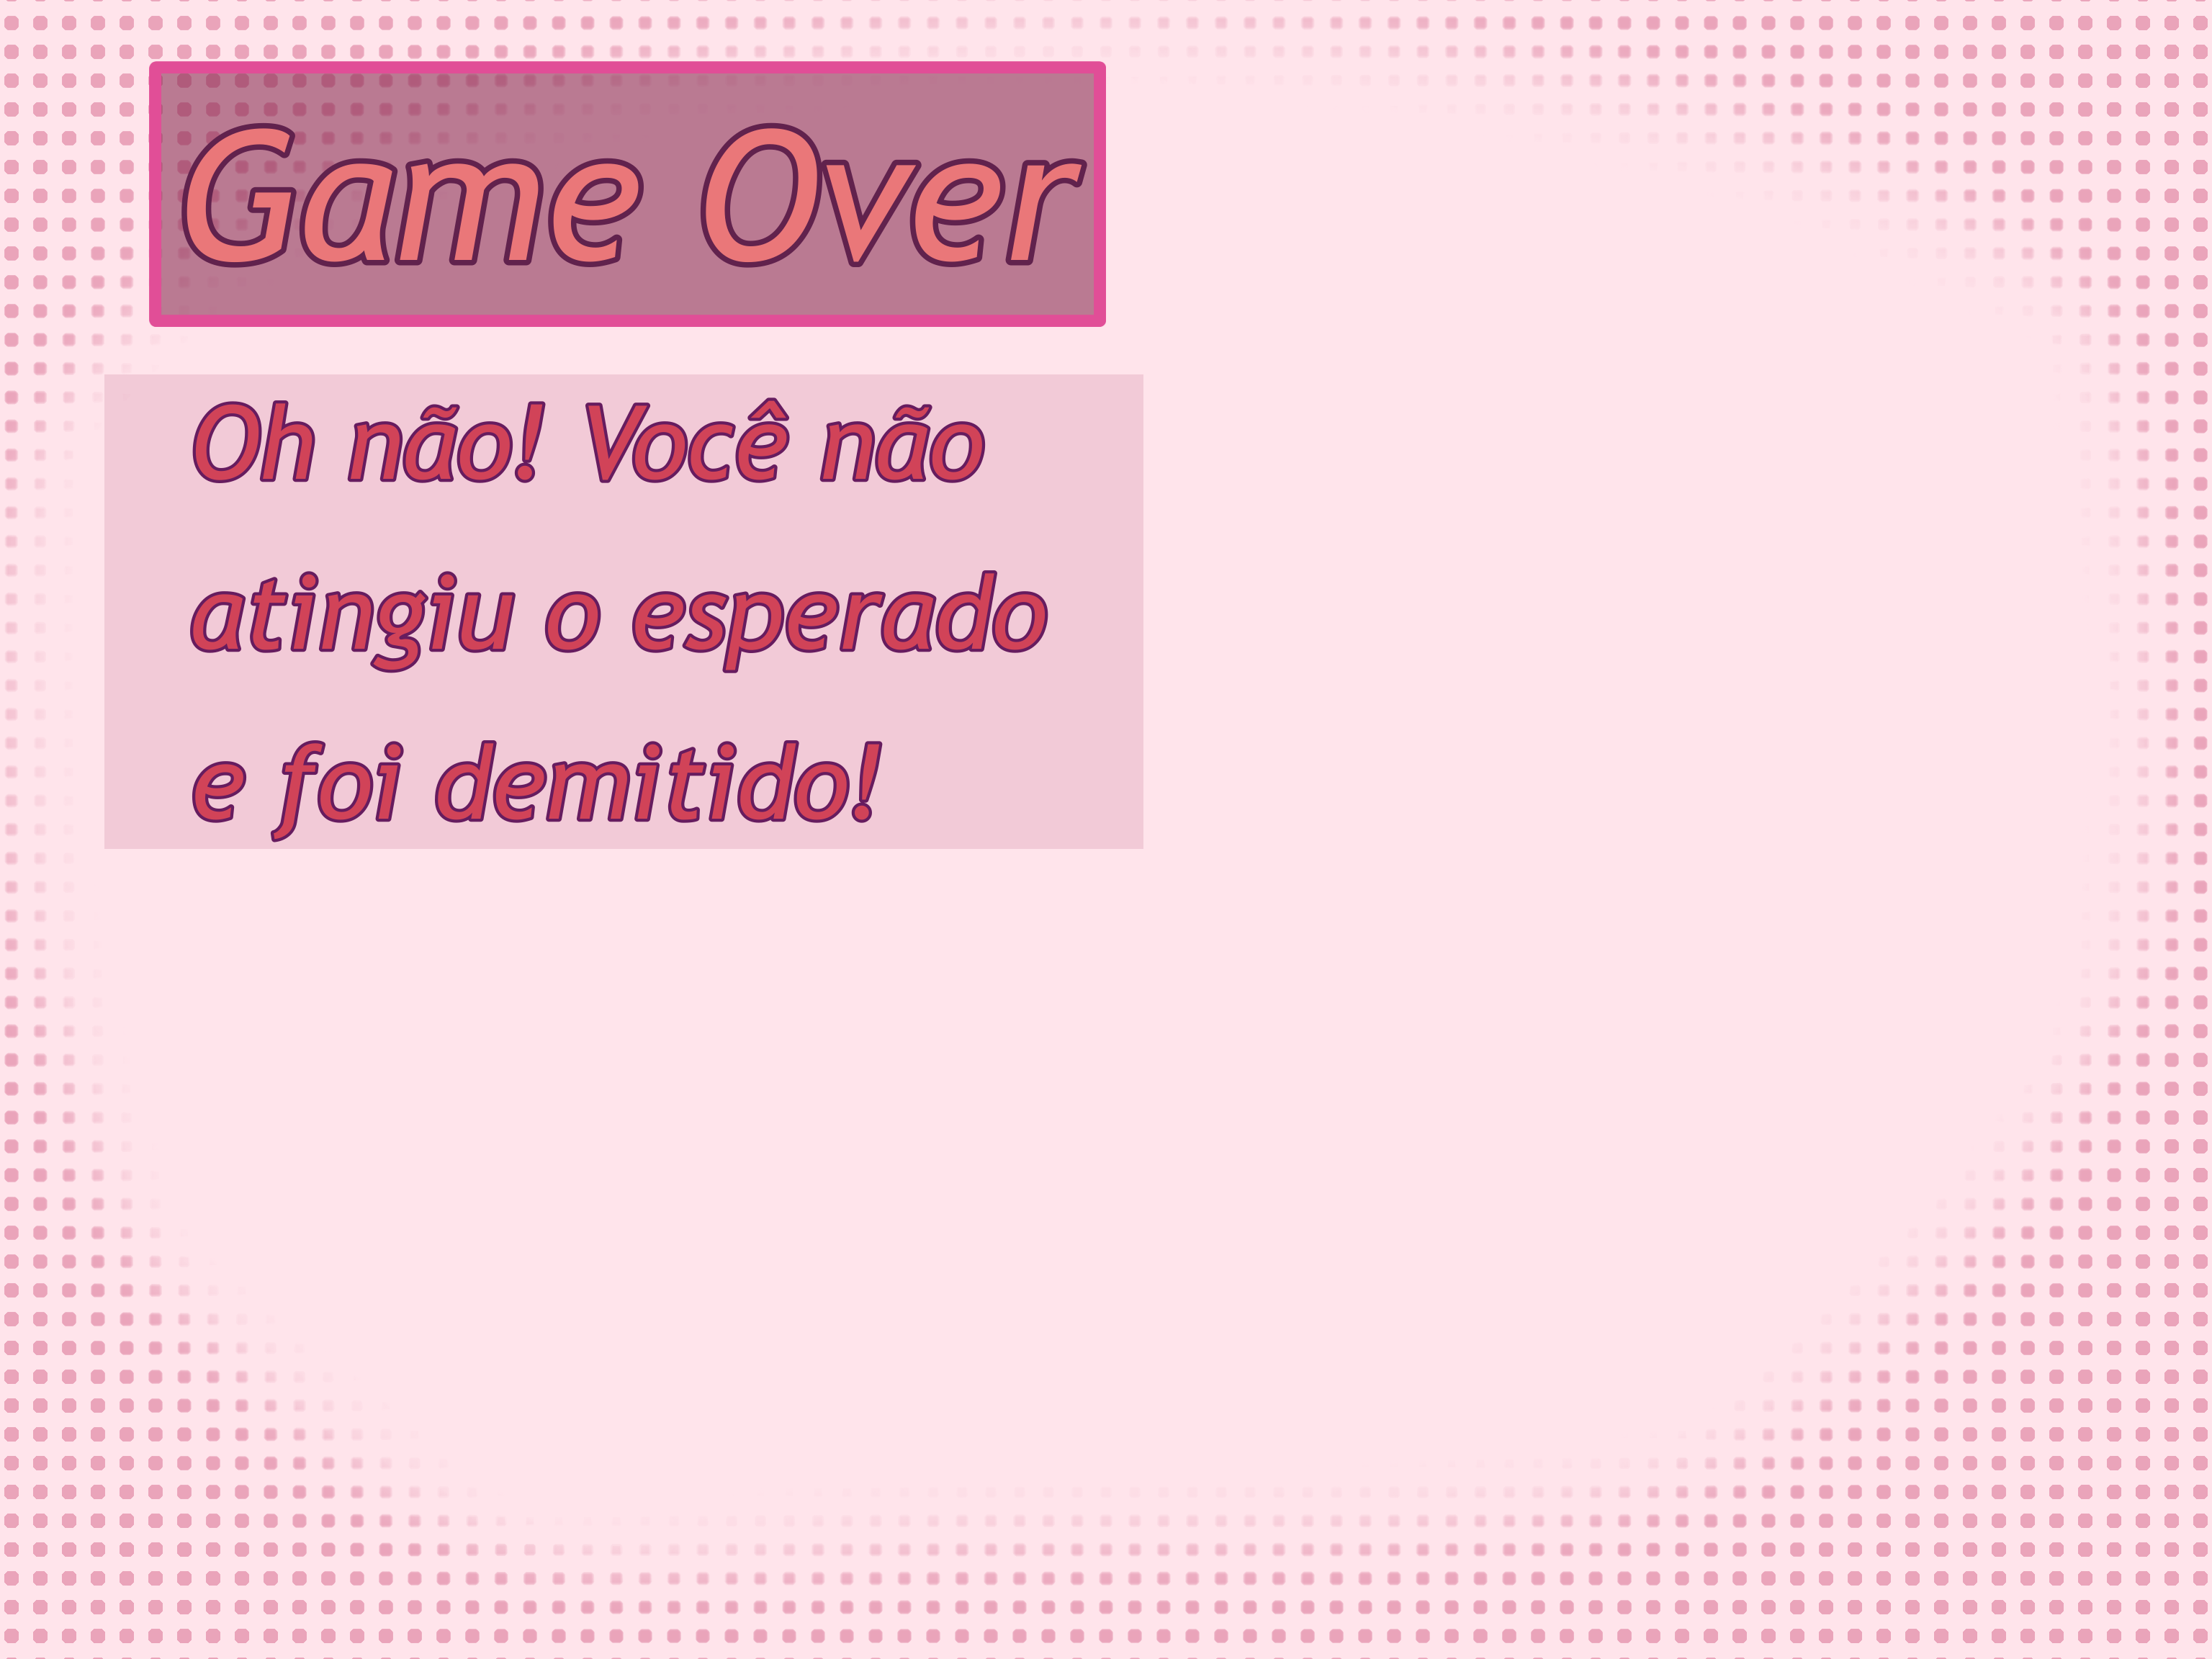 Game Over
Oh não! Você não
atingiu o esperado
e foi demitido!